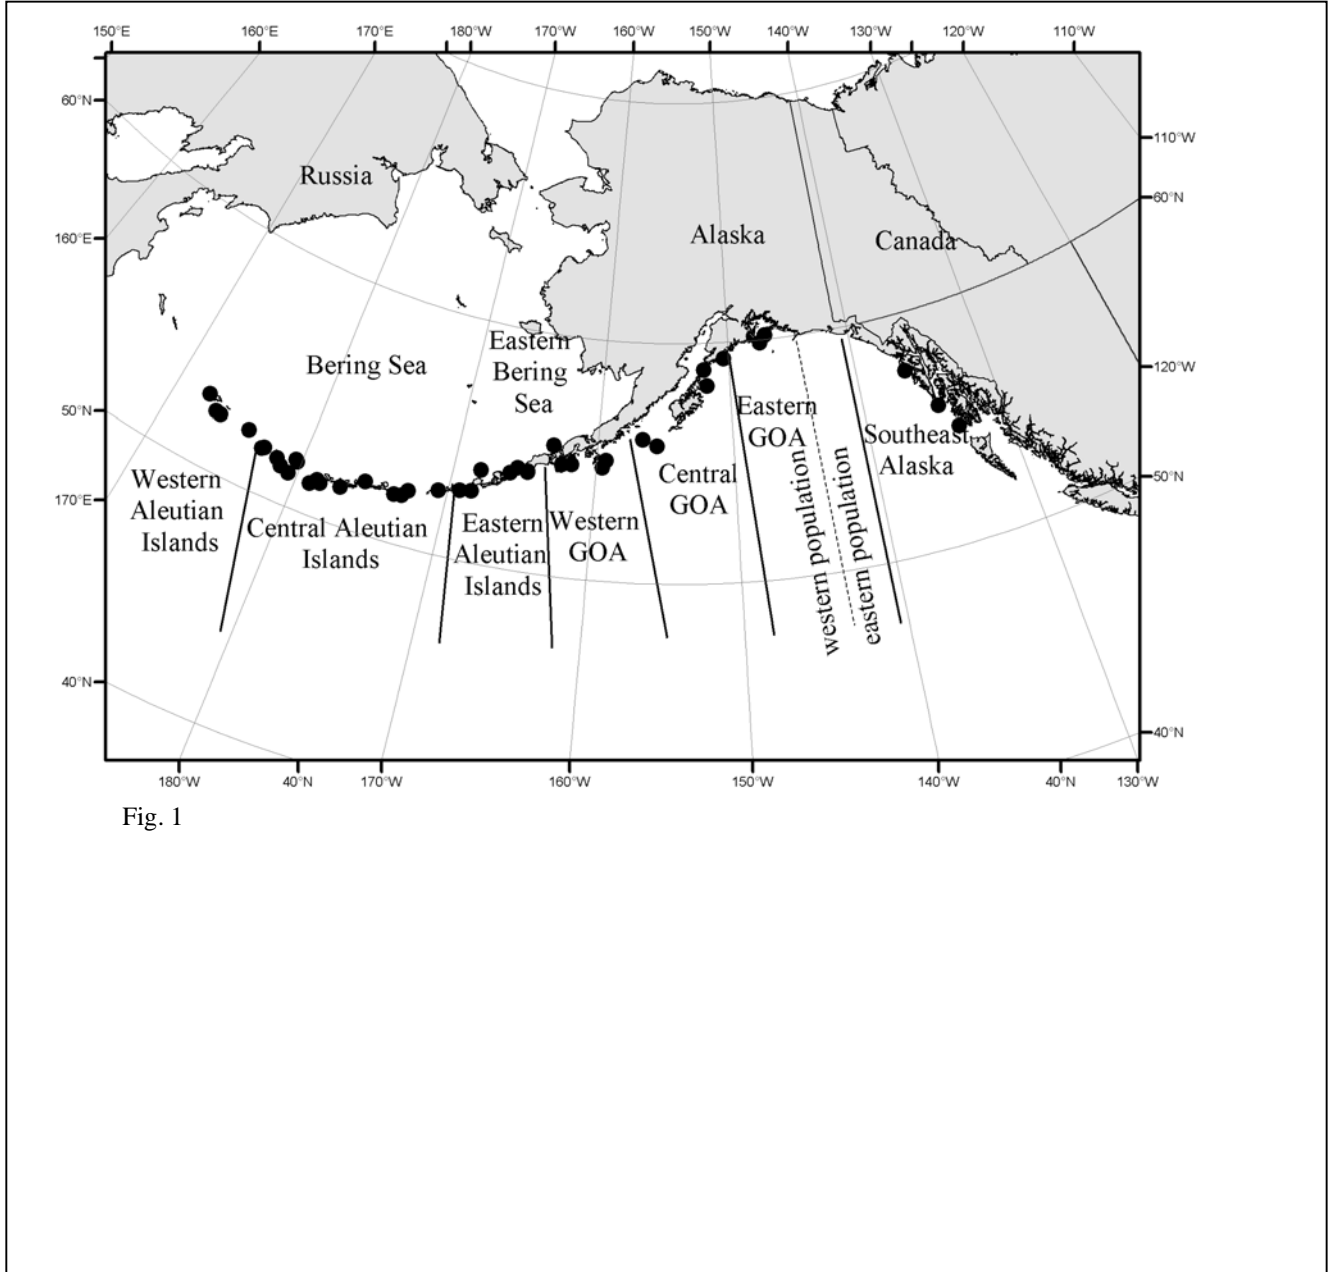 150°E 160°E 170°E 180°W 170°W 160°W 150°W 140°W 130°W 120°W 110°W
60°N
110°W
Russia
60°N
160°E
Alaska
Canada
Eastern
Bering
Sea
Bering Sea
120°W
50°N
Eastern
GOA
Southeast
Alaska
western population
eastern population
Central
GOA
50°N
Western
Aleutian
Islands
170°E
Central Aleutian
Islands
Eastern
Aleutian
Islands
Western
GOA
40°N
40°N
180°W 40°N 170°W 160°W 150°W 140°W 40°N 130°W
Fig. 1